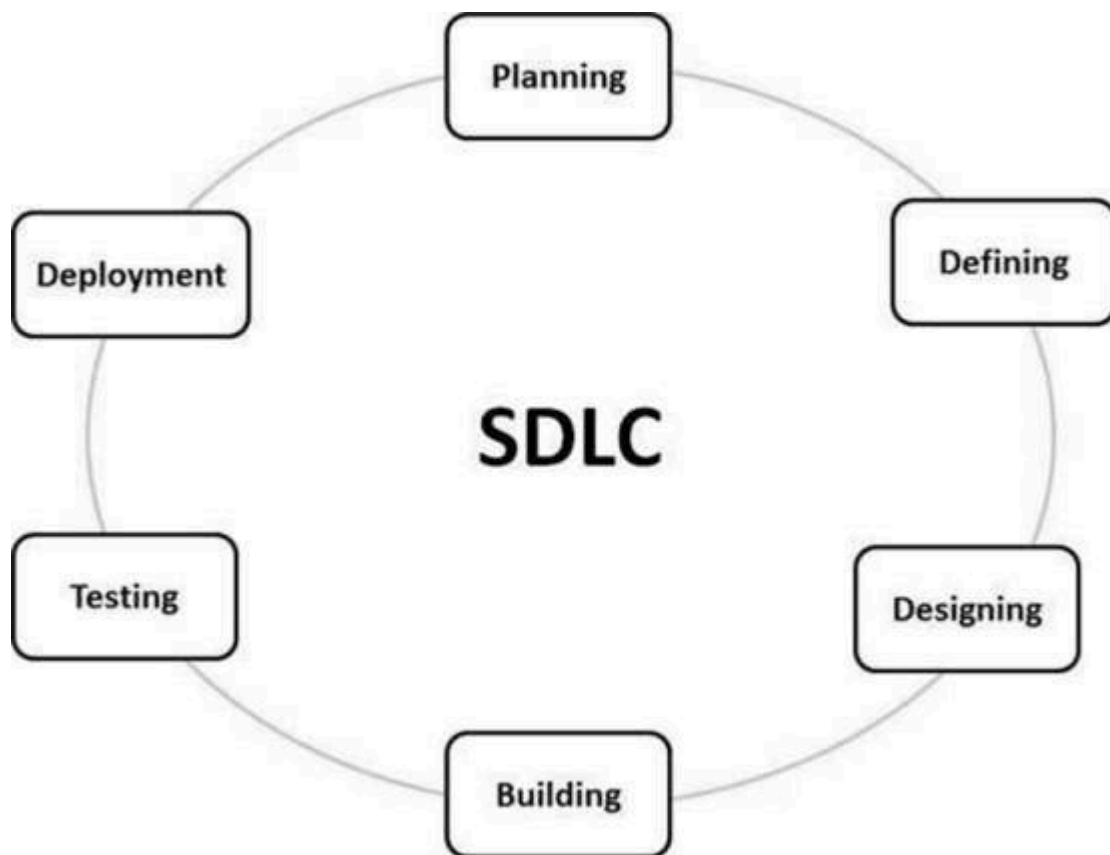 Planning
Defining
Deployment
SDLC
Testing
Designing
Building